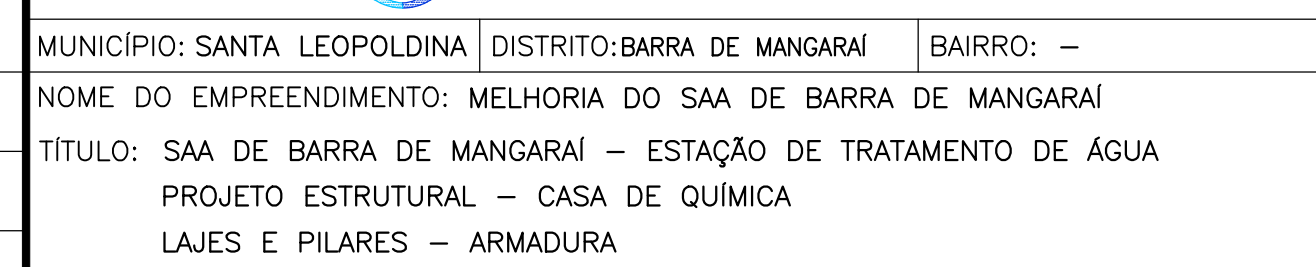 MUNICÍPIO: SANTA LEOPOLDINA DISTRITO: BARRA DE MANGARAÍ BAIRRO: –
NOME DO EMPREENDIMENTO: MELHORIA DO SAA DE BARRA DE MANGARAÍ
TÍTULO: SAA DE BARRA DE MANGARAÍ – ESTAÇÃO DE TRATAMENTO DE ÁGUA
PROJETO ESTRUTURAL – CASA DE QUÍMICA
LAJES E PILARES – ARMADURA